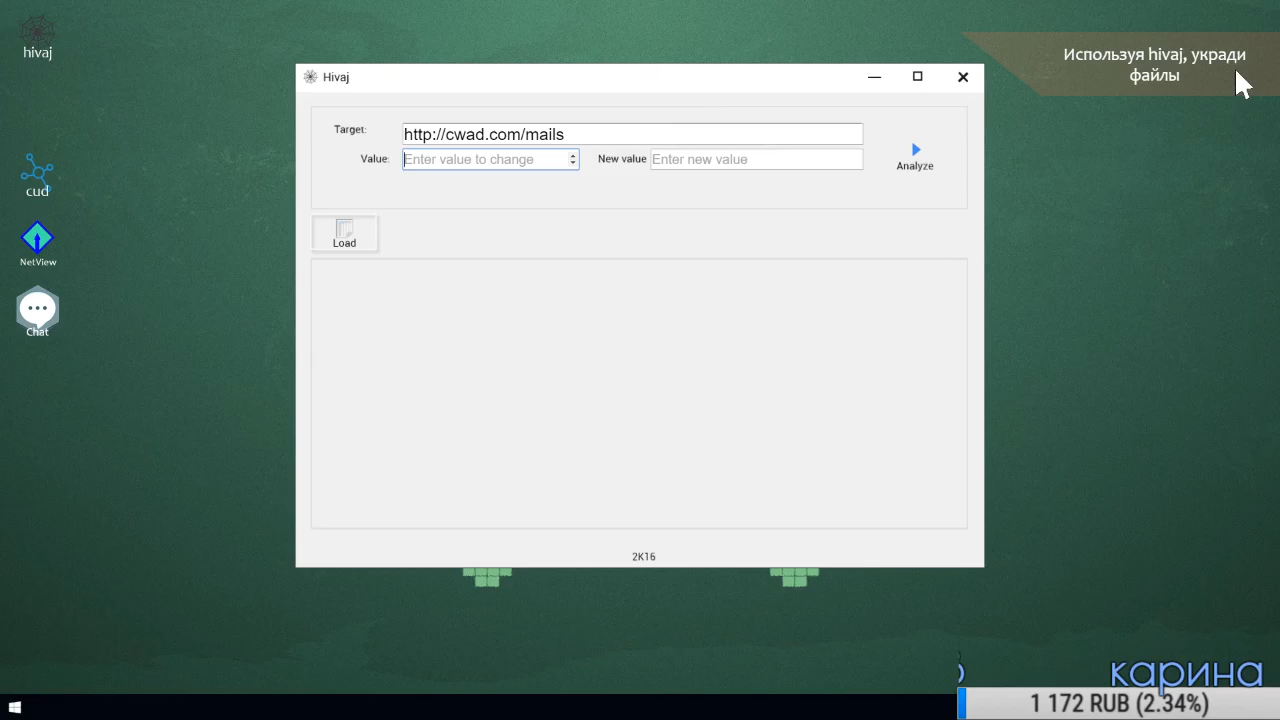 hivaj
Hivaj
Используя hivaj, укради
файлы
Target:
http://cwad.com/mails
Value:
Enter value to change
New value
Enter new value
Analyze
cud
Load
NetView
Chat
2K16
карина
1 172 RUB (2.34%)